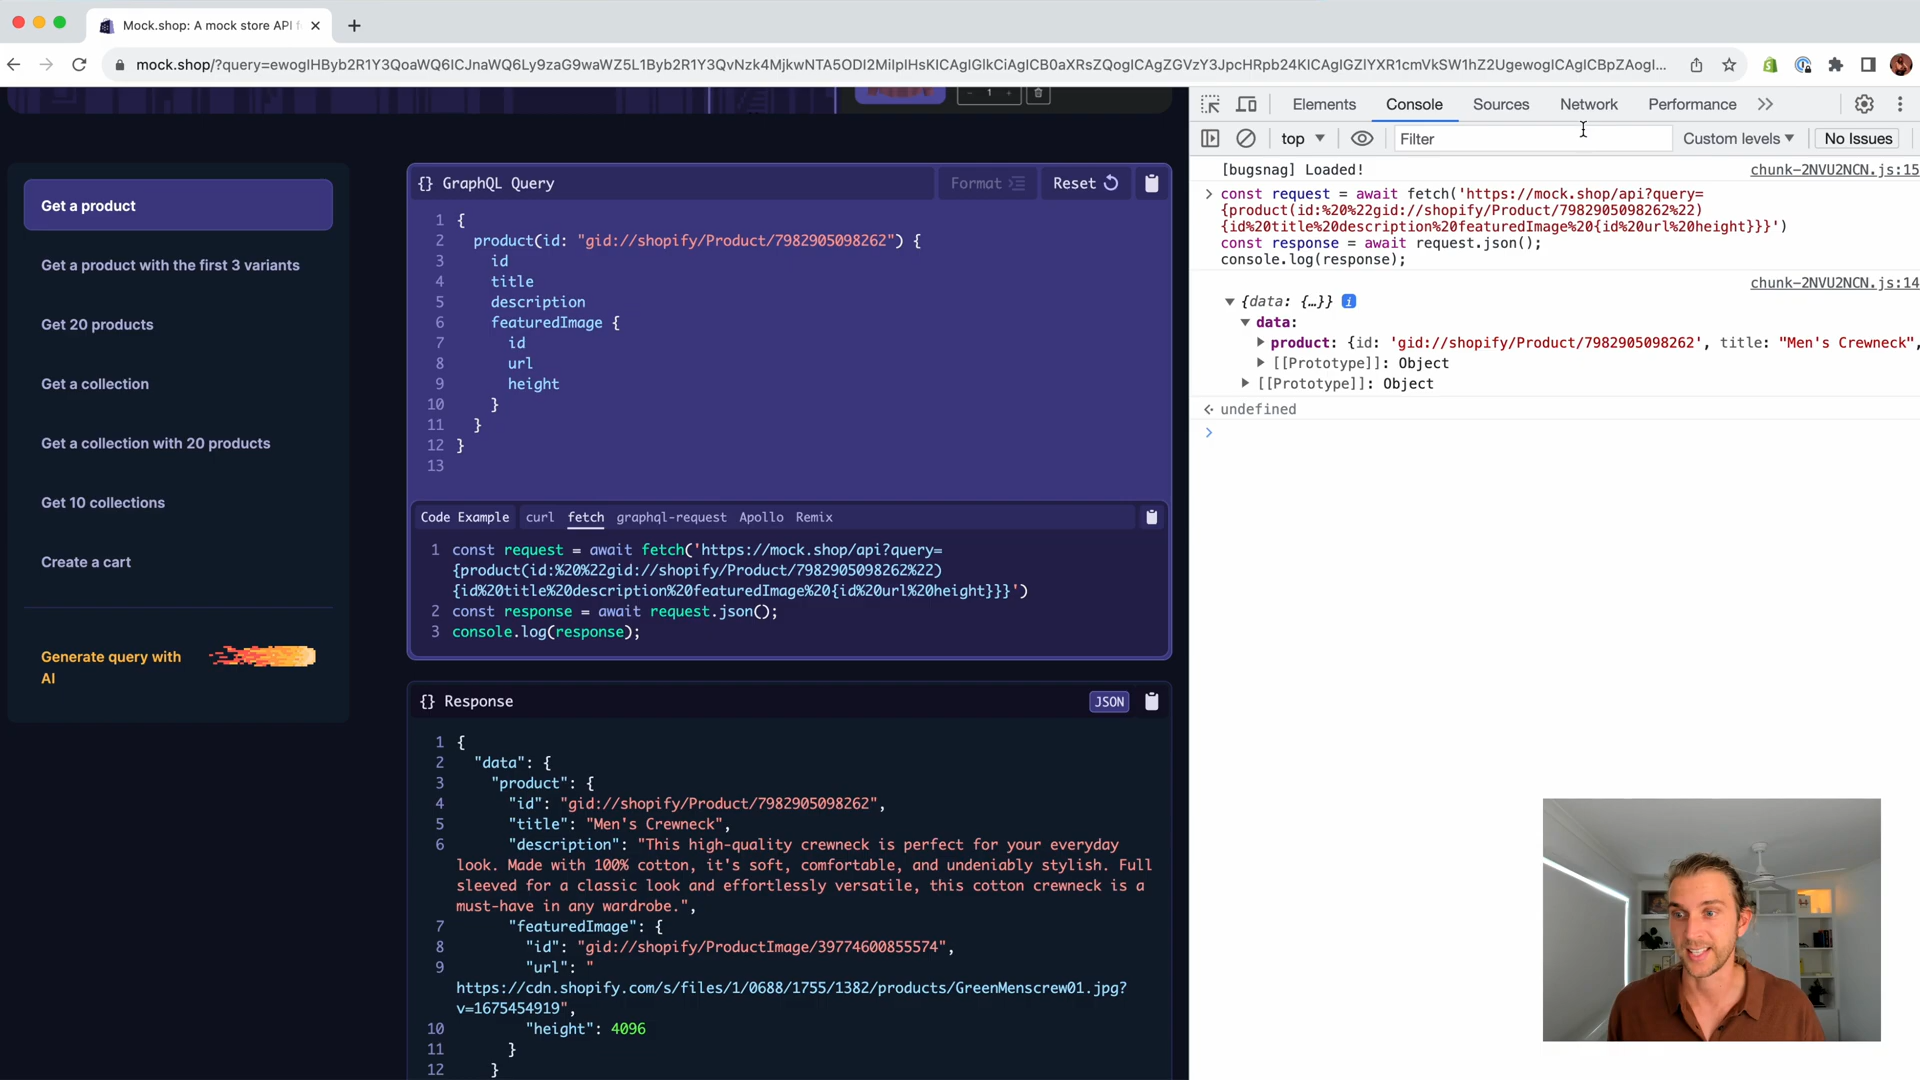 Mock.shop: A mock store API f
mock.shop/?query=ewogIHByb2R1Y3QoaWQ6ICJnaWQ6Ly9zaG9waWZ5L1Byb2R1Y3QvNzk4MjkwNTA5ODI2MiIpIHsKICAgIGlkCiAgICB0aXRsZQogICAgZGVzY3JpcHRpb24KICAgIGZlYXR1cmVkSW1hZ2UgewogICAgICBpZAogI...
- 1 +
Get a product
Get a product with the first 3 variants
Get 20 products
Get a collection
Get a collection with 20 products
Get 10 collections
Create a cart
Generate query with
AI
{} GraphQL Query Format Reset
1 {
2 product(id: "gid://shopify/Product/7982905098262") {
3 id
4 title
5 description
6 featuredImage {
7 id
8 url
9 height
10 }
11 }
12 }
13
Code Example curl fetch graphql-request Apollo Remix
1 const request = await fetch('https://mock.shop/api?query=
{product(id:%20%22gid://shopify/Product/7982905098262%22)
{id%20title%20description%20featuredImage%20{id%20url%20height}}}')
2 const response = await request.json();
3 console.log(response);
{} Response JSON
1 {
2 "data": {
3 "product": {
4 "id": "gid://shopify/Product/7982905098262",
5 "title": "Men's Crewneck",
6 "description": "This high-quality crewneck is perfect for your everyday
look. Made with 100% cotton, it's soft, comfortable, and undeniably stylish. Full
sleeved for a classic look and effortlessly versatile, this cotton crewneck is a
must-have in any wardrobe.",
7 "featuredImage": {
8 "id": "gid://shopify/ProductImage/39774600855574",
9 "url": "
https://cdn.shopify.com/s/files/1/0688/1755/1382/products/GreenMenscrew01.jpg?
v=1675454919",
10 "height": 4096
11 }
12 }
Elements Console Sources Network Performance
top Filter Custom levels No Issues
[bugsnag] Loaded! chunk-2NVU2NCN.js:15
const request = await fetch('https://mock.shop/api?query=
{product(id:%20%22gid://shopify/Product/7982905098262%22)
{id%20title%20description%20featuredImage%20{id%20url%20height}}}')
const response = await request.json();
console.log(response);
chunk-2NVU2NCN.js:14
{data: {…}} i
data:
product: {id: 'gid://shopify/Product/7982905098262', title: "Men's Crewneck",
[[Prototype]]: Object
[[Prototype]]: Object
undefined